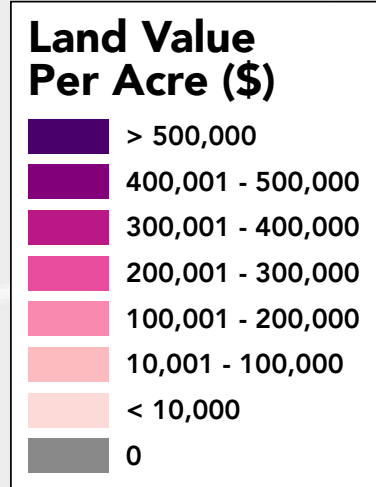 Land Value
Per Acre ($)
> 500,000
400,001 - 500,000
300,001 - 400,000
200,001 - 300,000
100,001 - 200,000
10,001 - 100,000
< 10,000
0